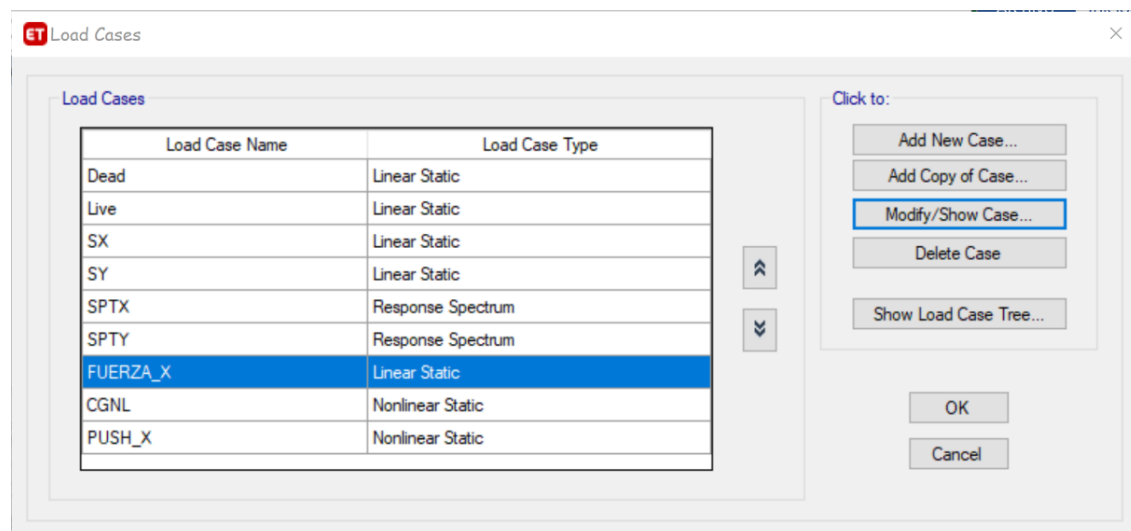 ET Load Cases
Load Cases
Load Case Name Load Case Type
Dead Linear Static
Live Linear Static
SX Linear Static
SY Linear Static
SPTX Response Spectrum
SPTY Response Spectrum
FUERZA_X Linear Static
CGNL Nonlinear Static
PUSH_X Nonlinear Static
Click to:
Add New Case...
Add Copy of Case...
Modify/Show Case...
Delete Case
Show Load Case Tree...
OK
Cancel